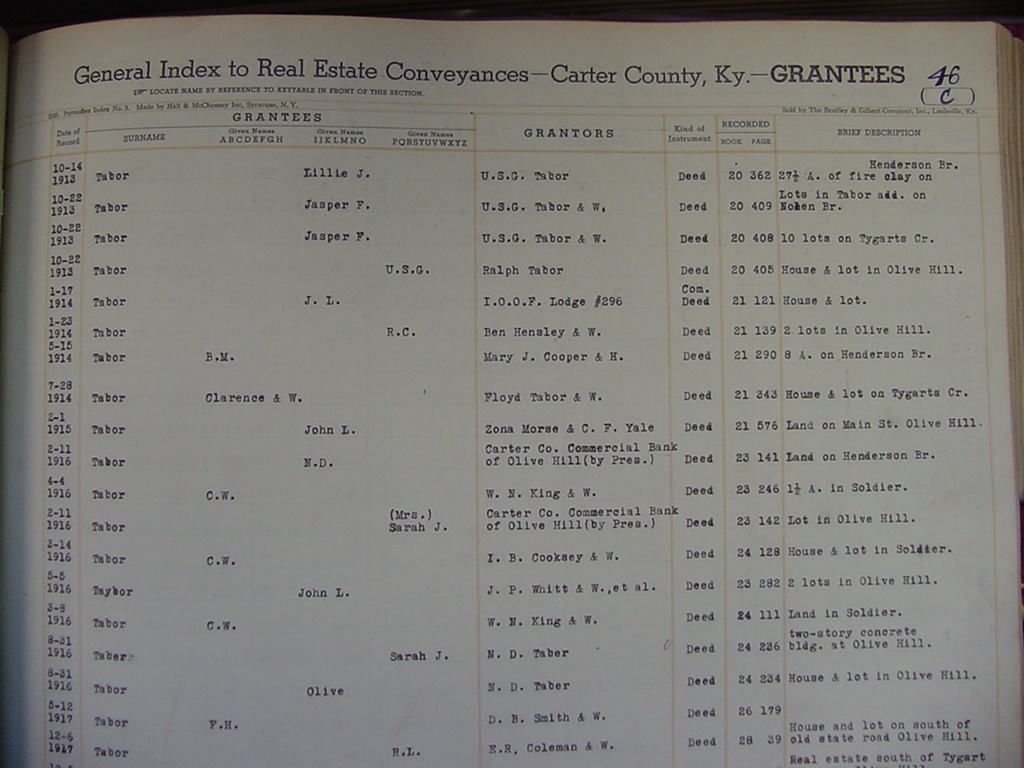 General Index to Real Estate Conveyances—Carter County, Ky.—GRANTEES 46
C
LOCATE NAME BY REFERENCE TO KEYTABLE IN FRONT OF THIS SECTION.
Index No. 3. Made by Hall & McChesney Inc. Syracuse, N. Y. Sold by The Bradley & Gilbert Company, Inc., Louisville, Ky.
GRANTEES
Date of Record SURNAME Given Names ABCDEFGH Given Names IJKLMNO Given Names PQRSTUVWXYZ GRANTORS Kind of Instrument RECORDED BOOK PAGE BRIEF DESCRIPTION
10-14 Henderson Br.
1913 Tabor Lillie J. U.S.G. Tabor Deed 20 362 27½ A. of fire clay on
10-22 Lots in Tabor add. on
1913 Tabor Jasper F. U.S.G. Tabor & W. Deed 20 409 Nolen Br.
10-22
1913 Tabor Jasper F. U.S.G. Tabor & W. Deed 20 408 10 lots on Tygarts Cr.
10-22
1913 Tabor U.S.G. Ralph Tabor Deed 20 405 House & lot in Olive Hill.
1-17 Com.
1914 Tabor J. L. I.O.O.F. Lodge #296 Deed 21 121 House & lot.
1-23
1914 Tabor R.C. Ben Hensley & W. Deed 21 139 2 lots in Olive Hill.
5-15
1914 Tabor B.M. Mary J. Cooper & H. Deed 21 290 8 A. on Henderson Br.
7-28
1914 Tabor Clarence & W. Floyd Tabor & W. Deed 21 343 House & lot on Tygarts Cr.
2-1
1915 Tabor John L. Zona Morse & C. F. Yale Deed 21 576 Land on Main St. Olive Hill.
2-11 Carter Co. Commercial Bank
1916 Tabor N.D. of Olive Hill(by Pres.) Deed 23 141 Land on Henderson Br.
4-4
1916 Tabor C.W. W. N. King & W. Deed 23 246 1½ A. in Soldier.
2-11 (Mrs.) Carter Co. Commercial Bank
1916 Tabor Sarah J. of Olive Hill(by Pres.) Deed 23 142 Lot in Olive Hill.
3-14
1916 Tabor C.W. I. B. Cooksey & W. Deed 24 128 House & lot in Soldier.
5-5
1916 Taybor John L. J. P. Whitt & W.,et al. Deed 23 282 2 lots in Olive Hill.
3-8
1916 Tabor C.W. W. N. King & W. Deed 24 111 Land in Soldier.
8-31 two-story concrete
1916 Taber Sarah J. N. D. Taber Deed 24 236 bldg. at Olive Hill.
8-31
1916 Tabor Olive N. D. Taber Deed 24 234 House & lot in Olive Hill.
5-12
1917 Tabor F.H. D. B. Smith & W. Deed 26 179
12-6 House and lot on south of
1917 Tabor R.L. E.R. Coleman & W. Deed 28 39 old state road Olive Hill.
Real estate south of Tygart